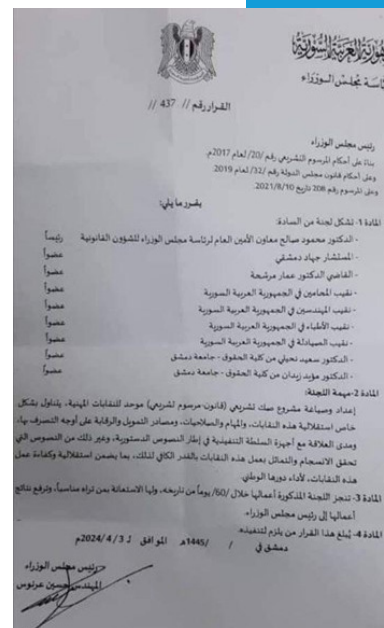 الجمهورية العربية السورية
رئاسة مجلس الوزراء
القرار رقم // 437 //
رئيس مجلس الوزراء
بناءً على أحكام المرسوم التشريعي رقم /20/ لعام 2017م.
وعلى أحكام قانون مجلس الدولة رقم /32/ لعام 2019
وعلى المرسوم رقم 208 تاريخ 2021/8/10م.
يقرر ما يلي:
المادة 1- تشكل لجنة من السادة:
- الدكتور محمود صالح معاون الأمين العام لرئاسة مجلس الوزراء للشؤون القانونية رئيساً
- المستشار جهاد دمشقي عضواً
- القاضي الدكتور عمار مرشحة عضواً
- نقيب المحامين في الجمهورية العربية السورية عضواً
- نقيب المهندسين في الجمهورية العربية السورية عضواً
- نقيب الأطباء في الجمهورية العربية السورية عضواً
- نقيب الصيادلة في الجمهورية العربية السورية عضواً
- الدكتور سعيد نحيلي من كلية الحقوق - جامعة دمشق عضواً
- الدكتور مؤيد زيدان من كلية الحقوق - جامعة دمشق عضواً
المادة 2- مهمة اللجنة:
إعداد وصياغة مشروع صك تشريعي (قانون-مرسوم تشريعي) موحد للنقابات المهنية، يتناول بشكل
خاص استقلالية هذه النقابات، والمهام والصلاحيات، ومصادر التمويل والرقابة على أوجه التصرف بها،
ومدى العلاقة مع أجهزة السلطة التنفيذية في إطار النصوص الدستورية، وغير ذلك من النصوص التي
تحقق الانسجام والتماثل بعمل هذه النقابات بالقدر الكافي لذلك، بما يضمن استقلالية وكفاءة عمل
هذه النقابات، لأداء دورها الوطني.
المادة 3- تنجز اللجنة المذكورة أعمالها خلال /60/ يوماً من تاريخه، ولها الاستعانة بمن تراه مناسباً، وترفع نتائج
أعمالها إلى رئيس مجلس الوزراء.
المادة 4- يُبلغ هذا القرار من يلزم لتنفيذه.
دمشق في / /1445هـ الموافق لـ 2024/4/3م
رئيس مجلس الوزراء
المهندس حسين عرنوس